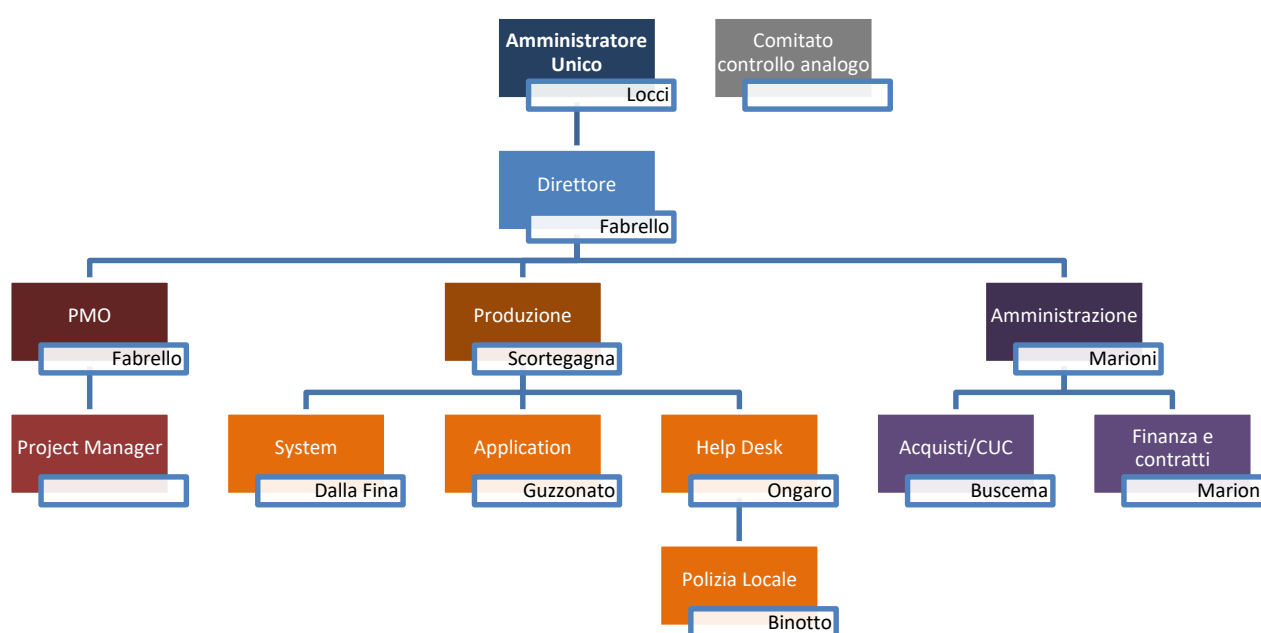 Amministratore
Unico
Locci
Comitato
controllo analogo
Direttore
Fabrello
PMO
Fabrello
Produzione
Scortegagna
Amministrazione
Marioni
Project Manager
System
Dalla Fina
Application
Guzzonato
Help Desk
Ongaro
Acquisti/CUC
Buscema
Finanza e
contratti
Marion
Polizia Locale
Binotto